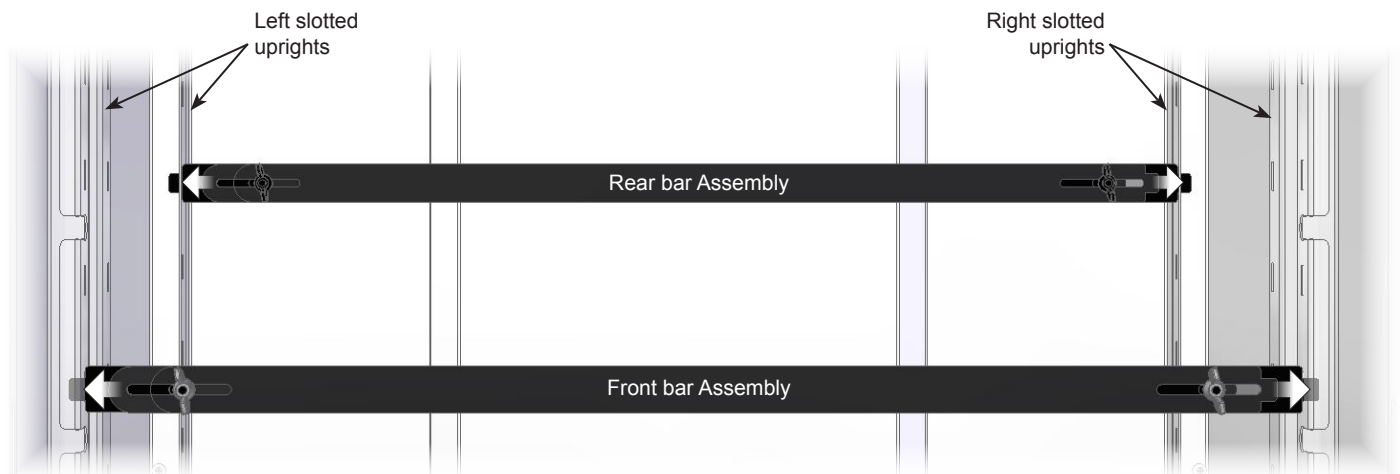 Left slotted
uprights
Right slotted
uprights
Rear bar Assembly
Front bar Assembly